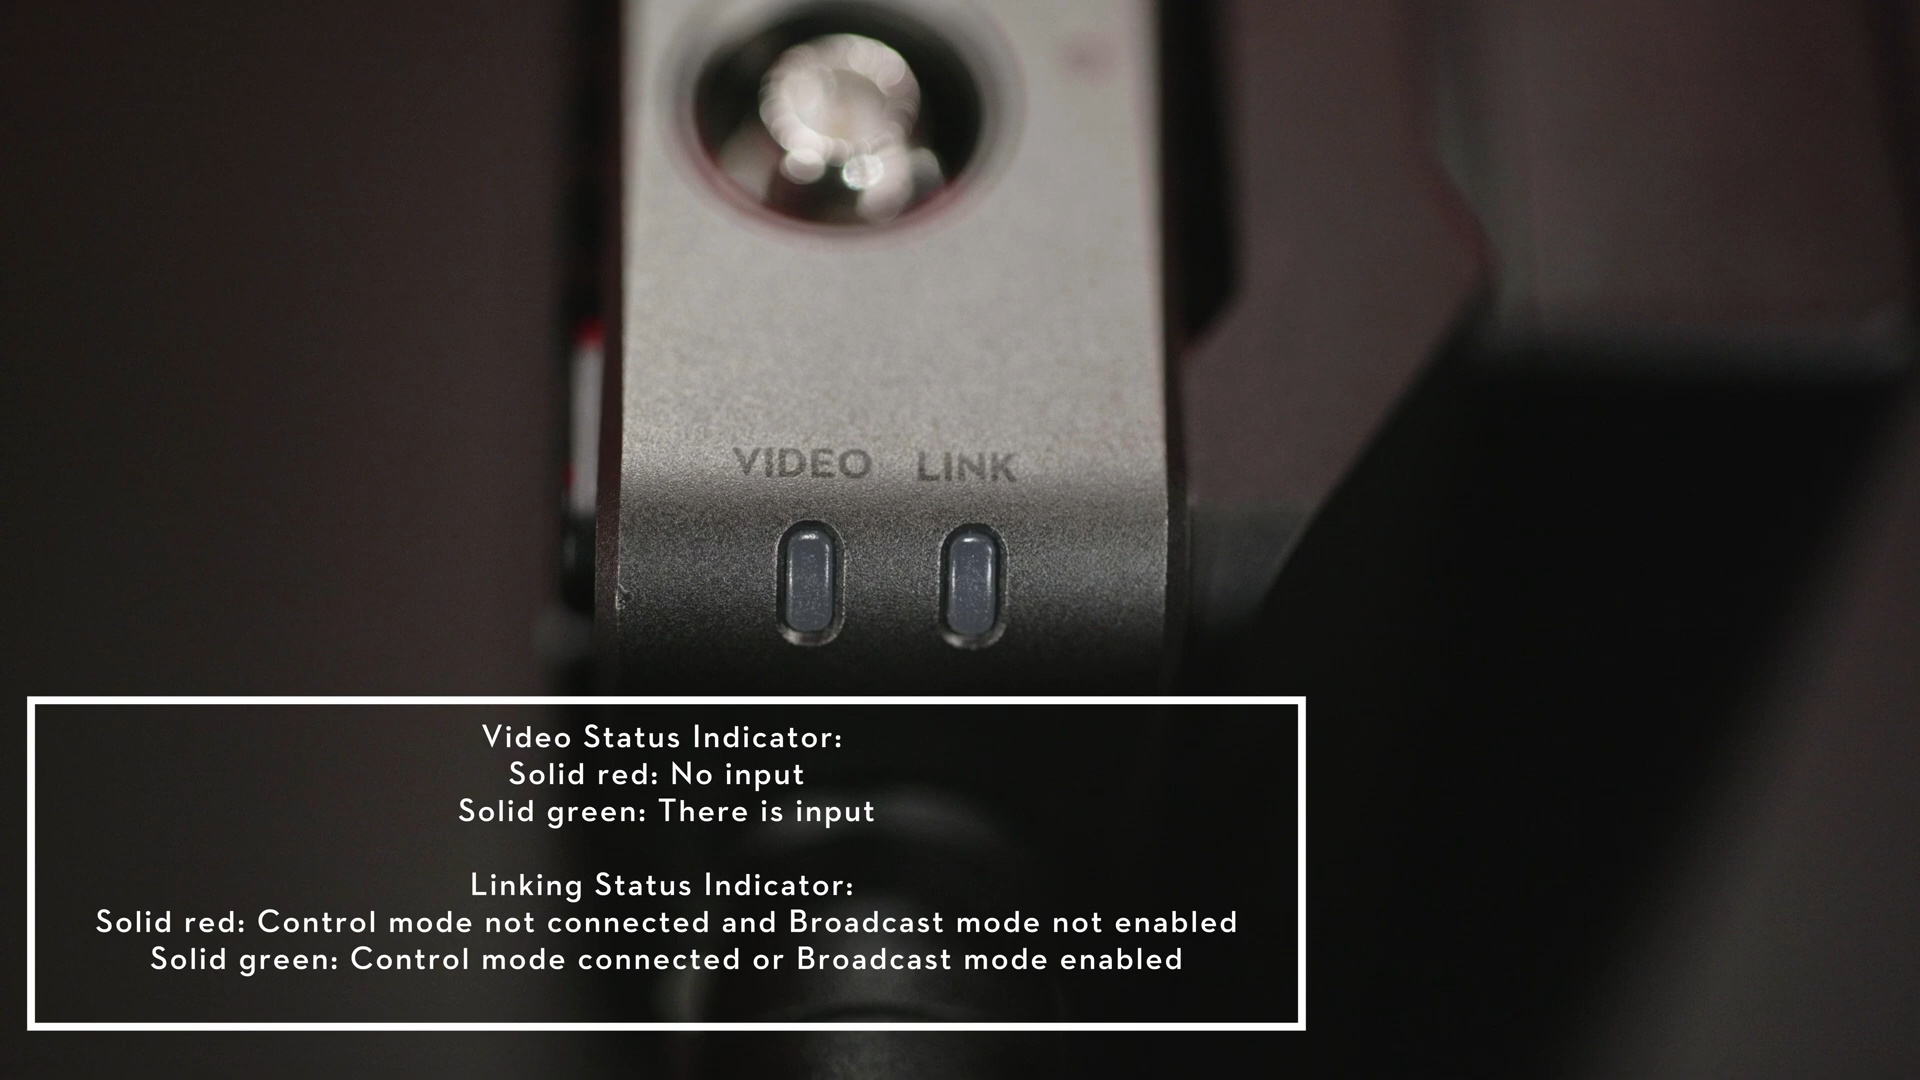 VIDEO LINK
Video Status Indicator:
Solid red: No input
Solid green: There is input
Linking Status Indicator:
Solid red: Control mode not connected and Broadcast mode not enabled
Solid green: Control mode connected or Broadcast mode enabled